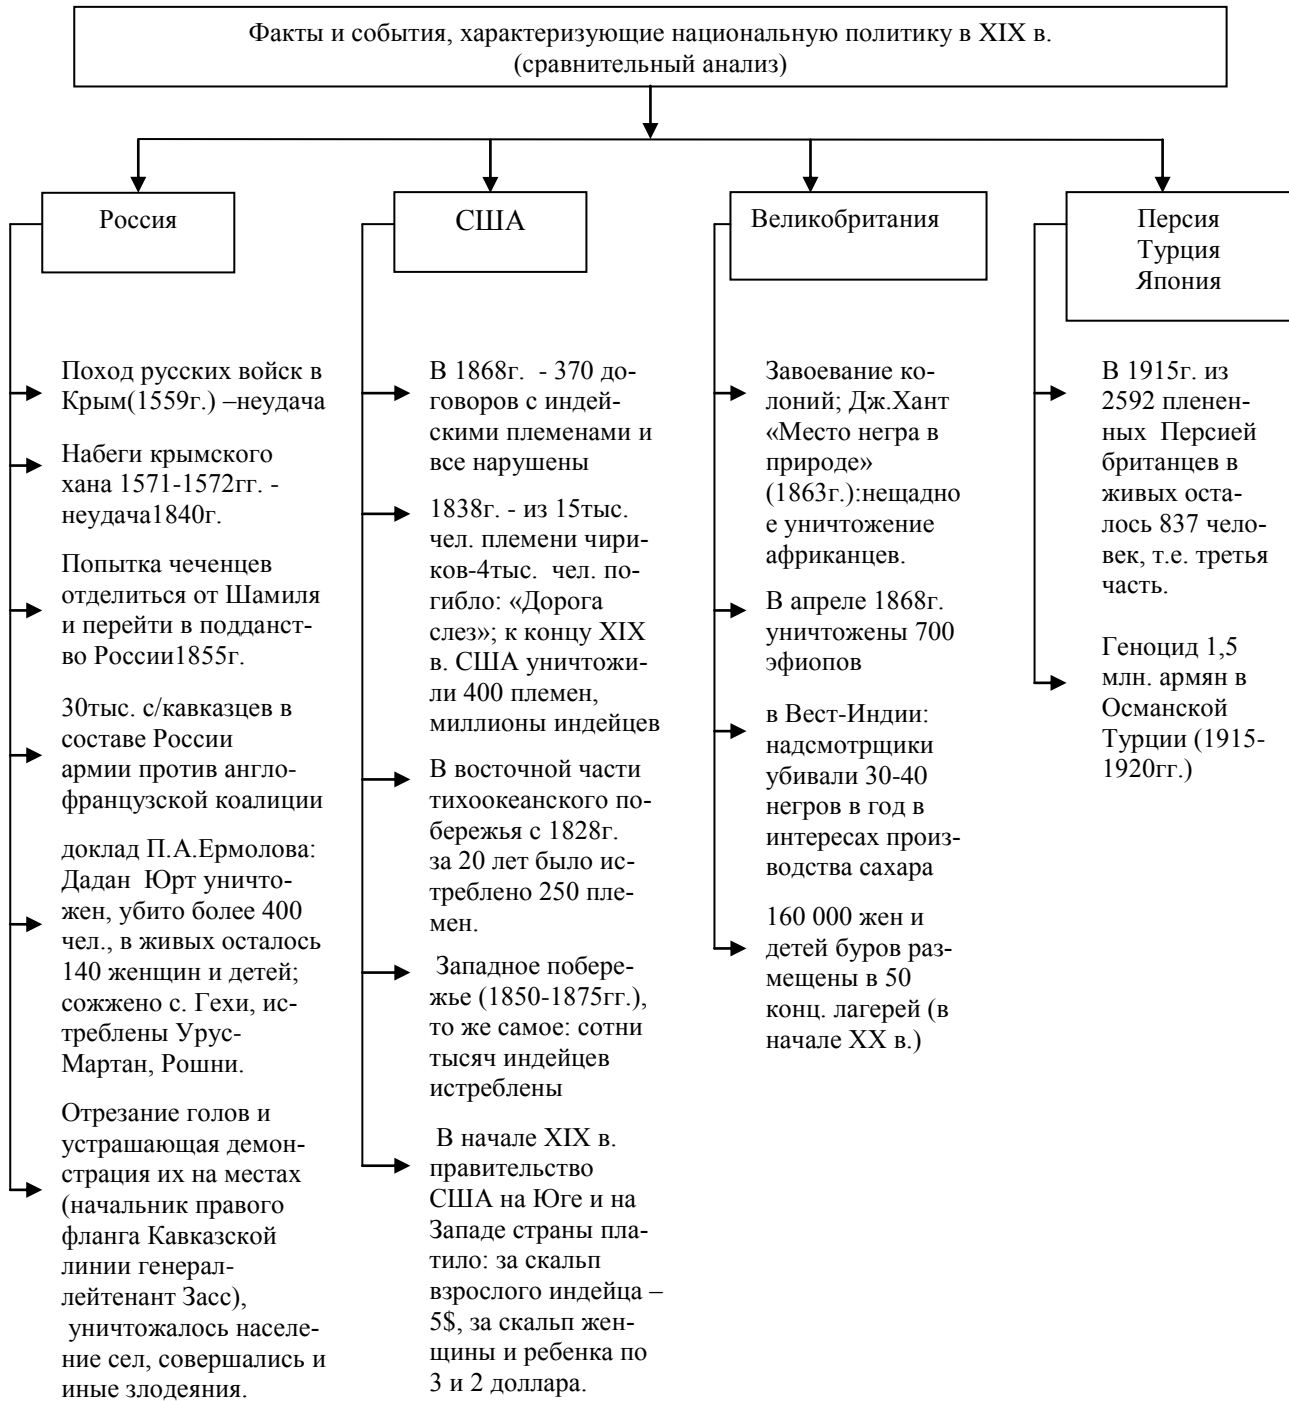 Факты и события, характеризующие национальную политику в XIX в.
(сравнительный анализ)
Россия
Поход русских войск в
Крым(1559г.) –неудача
Набеги крымского
хана 1571-1572гг. -
неудача1840г.
Попытка чеченцев
отделиться от Шамиля
и перейти в подданст-
во России1855г.
30тыс. с/кавказцев в
составе России
армии против англо-
французской коалиции
доклад П.А.Ермолова:
Дадан Юрт уничто-
жен, убито более 400
чел., в живых осталось
140 женщин и детей;
сожжено с. Гехи, ис-
треблены Урус-
Мартан, Рошни.
Отрезание голов и
устрашающая демон-
страция их на местах
(начальник правого
фланга Кавказской
линии генерал-
лейтенант Засс),
уничтожалось населе-
ние сел, совершались и
иные злодеяния.
США
В 1868г. - 370 до-
говоров с индей-
скими племенами и
все нарушены
1838г. - из 15тыс.
чел. племени чири-
ков-4тыс. чел. по-
гибло: «Дорога
слез»; к концу XIX
в. США уничтожи-
ли 400 племен,
миллионы индейцев
В восточной части
тихоокеанского по-
бережья с 1828г.
за 20 лет было ис-
треблено 250 пле-
мен.
Западное побере-
жье (1850-1875гг.),
то же самое: сотни
тысяч индейцев
истреблены
В начале XIX в.
правительство
США на Юге и на
Западе страны пла-
тило: за скальп
взрослого индейца –
5$, за скальп жен-
щины и ребенка по
3 и 2 доллара.
Великобритания
Завоевание ко-
лоний; Дж.Хант
«Место негра в
природе»
(1863г.):нещадно
е уничтожение
африканцев.
В апреле 1868г.
уничтожены 700
эфиопов
в Вест-Индии:
надсмотрщики
убивали 30-40
негров в год в
интересах произ-
водства сахара
160 000 жен и
детей буров раз-
мещены в 50
конц. лагерей (в
начале XX в.)
Персия
Турция
Япония
В 1915г. из
2592 пленен-
ных Персией
британцев в
живых оста-
лось 837 чело-
век, т.е. третья
часть.
Геноцид 1,5
млн. армян в
Османской
Турции (1915-
1920гг.)